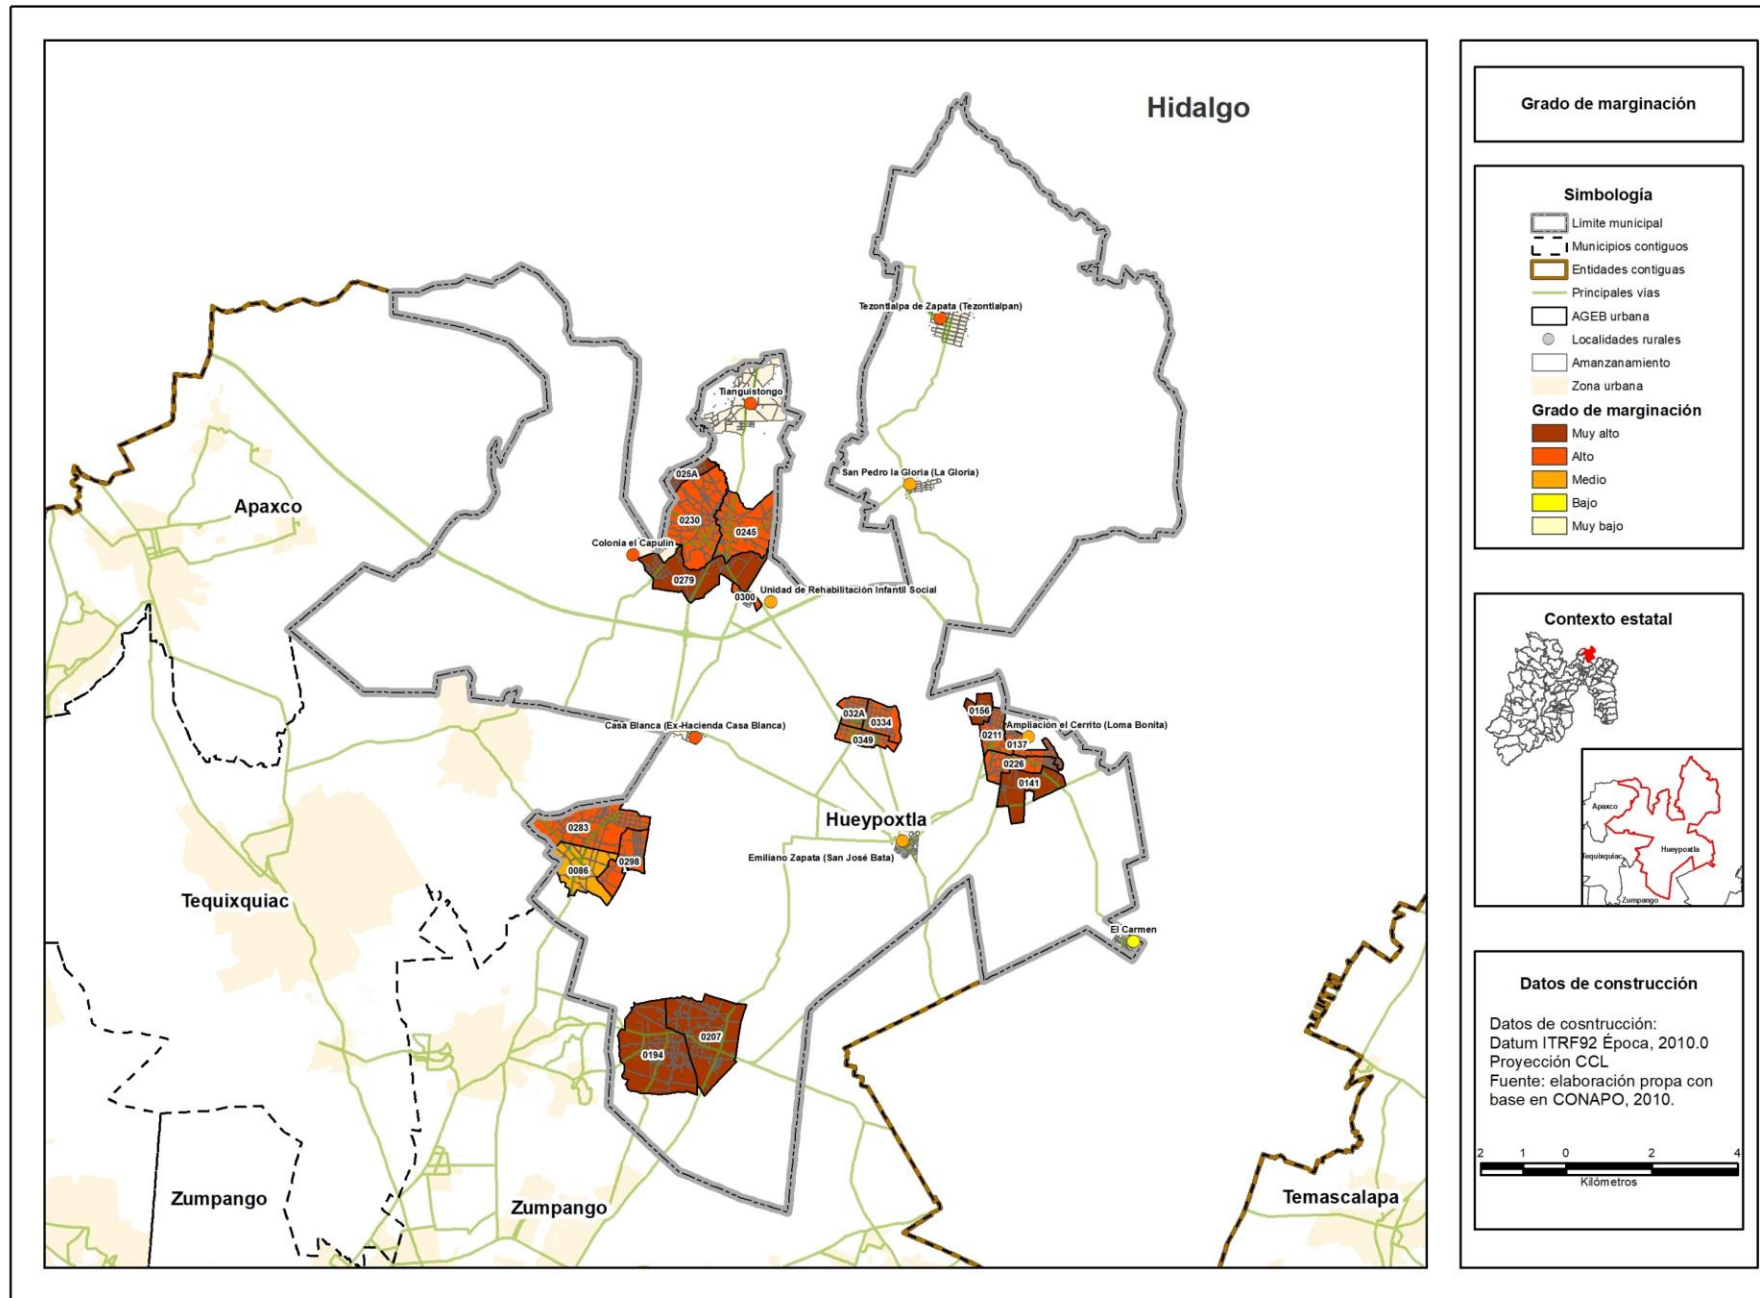 Hidalgo
Tezontlalpa de Zapata (Tezontlalpan)
Tianguistongo
025A
San Pedro la Gloria (La Gloria)
Apaxco
0230
0245
Colonia el Capulin
0279
Unidad de Rehabilitación Infantil Social
0300
0156
032A
0334
0211
Ampliación el Cerrito (Loma Bonita)
Casa Blanca (Ex-Hacienda Casa Blanca)
0349
0137
0226
0141
Hueypoxtla
0283
0298
Emiliano Zapata (San José Bata)
0086
Tequixquiac
El Carmen
0207
0194
Zumpango
Zumpango
Temascalapa
Grado de marginación
Simbología
Límite municipal
Municipios contiguos
Entidades contiguas
Principales vías
AGEB urbana
Localidades rurales
Amanzanamiento
Zona urbana
Grado de marginación
Muy alto
Alto
Medio
Bajo
Muy bajo
Contexto estatal
Apaxco
Tequixquiac
Hueypoxtla
Zumpango
Datos de construcción
Datos de cosntrucción:
Datum ITRF92 Época, 2010.0
Proyección CCL
Fuente: elaboración propa con
base en CONAPO, 2010.
2 1 0 2 4
Kilómetros